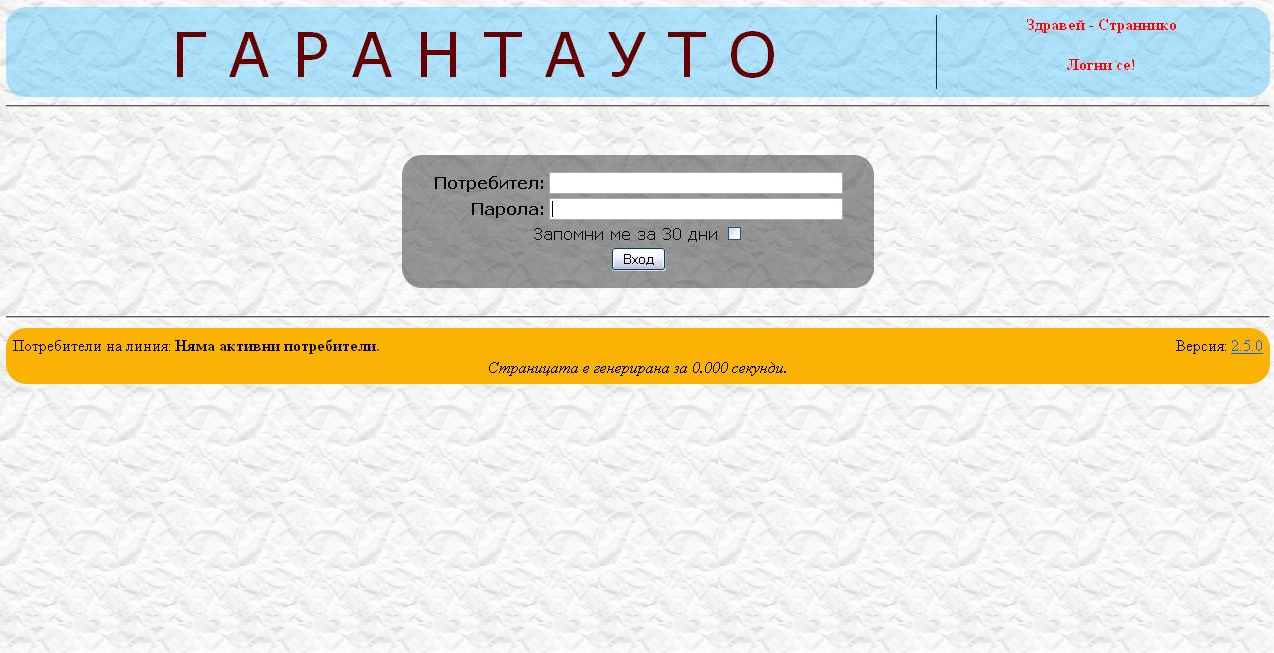 Г А Р А Н Т А У Т О
Здравей - Страннико
Логни се!
Потребител:
Парола:
Запомни ме за 30 дни
Вход
Потребители на линия: Няма активни потребители.
Версия: 2.5.0
Страницата е генерирана за 0.000 секунди.